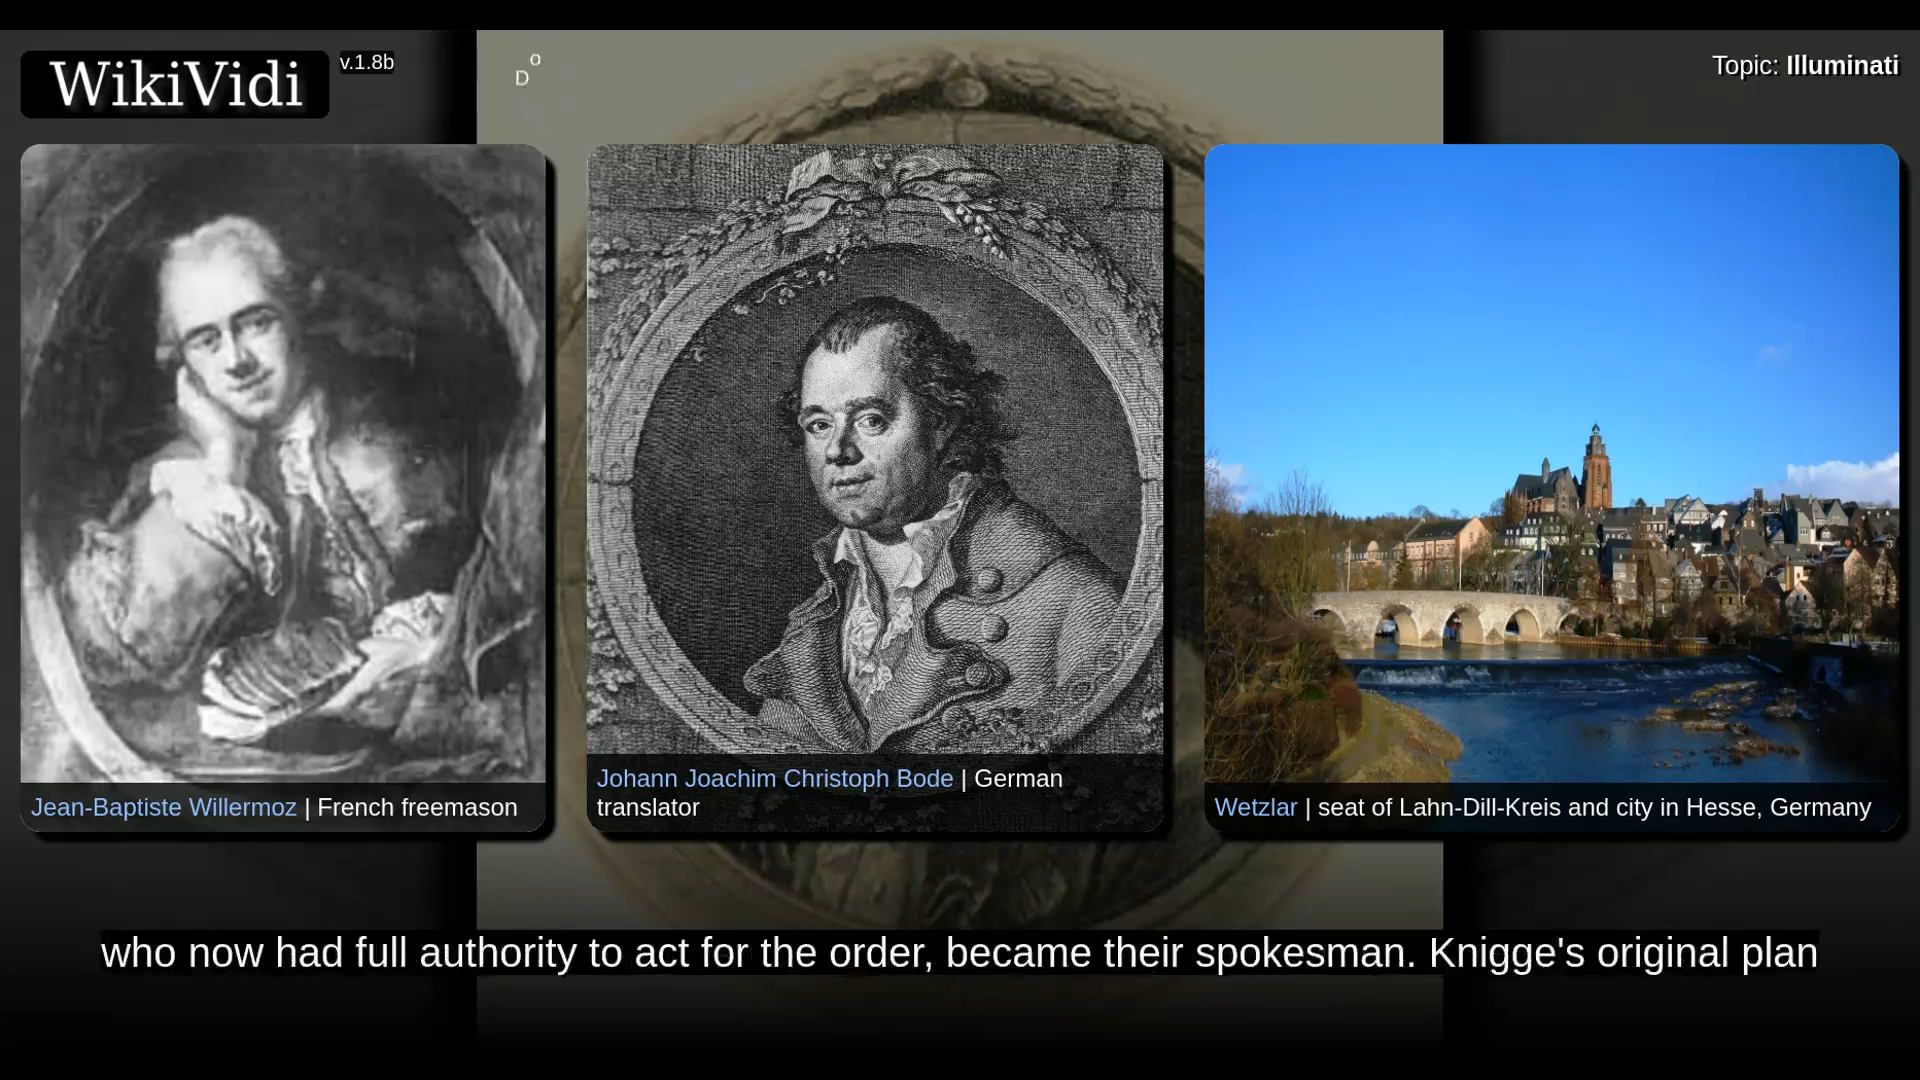 WikiVidi
v.1.8b
D
o
Topic: Illuminati
Jean-Baptiste Willermoz | French freemason
Johann Joachim Christoph Bode | German
translator
Wetzlar | seat of Lahn-Dill-Kreis and city in Hesse, Germany
who now had full authority to act for the order, became their spokesman. Knigge's original plan